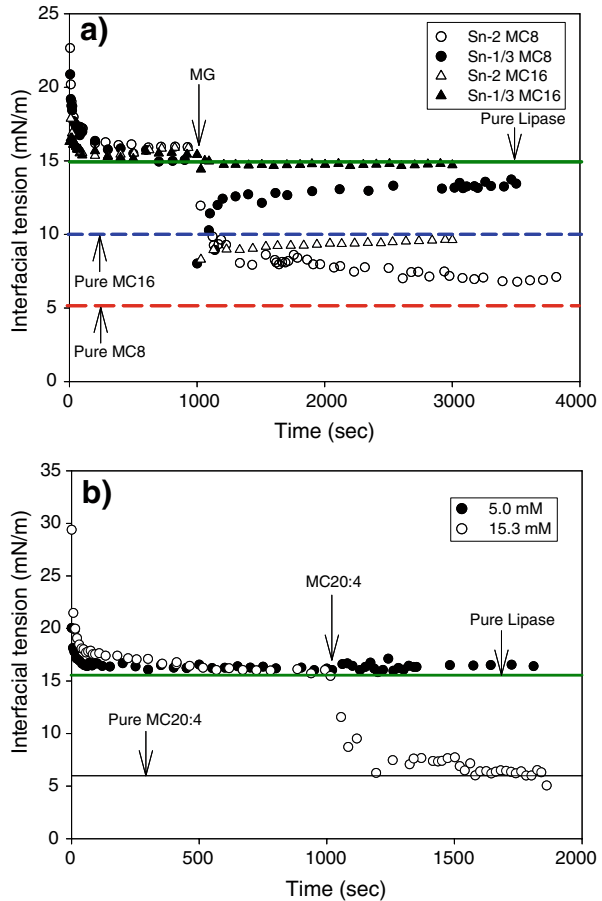 a)
Sn-2 MC8
Sn-1/3 MC8
Sn-2 MC16
Sn-1/3 MC16
MG
Pure Lipase
Pure MC16
Pure MC8
Interfacial tension (mN/m)
25
20
15
10
5
0
0 1000 2000 3000 4000
Time (sec)
b)
5.0 mM
15.3 mM
MC20:4
Pure Lipase
Pure MC20:4
Interfacial tension (mN/m)
35
30
25
20
15
10
5
0
0 500 1000 1500 2000
Time (sec)